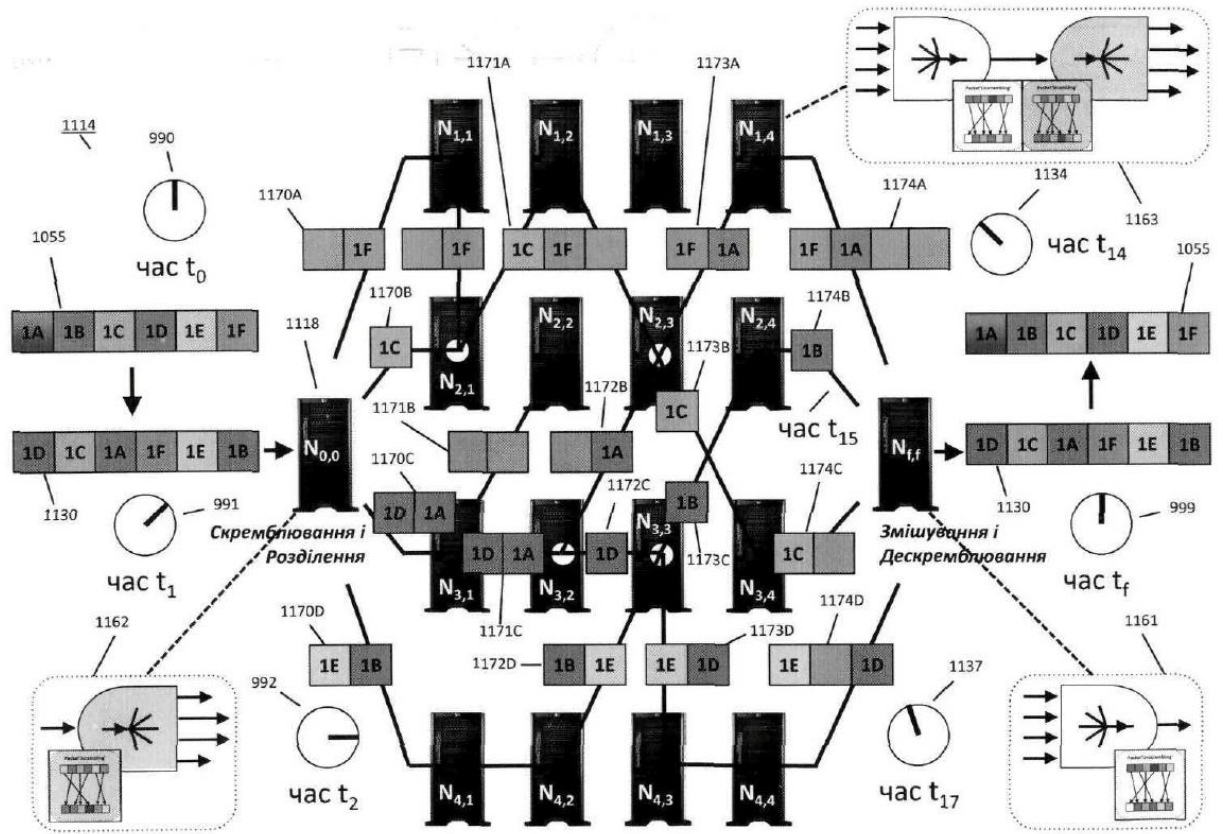 1171A
1173A
1114
990
N1,1
N1,2
N1,3
N1,4
1134
1163
1170A
1174A
1055
час t0
1F
1F
1C 1F
1F 1A
1F 1A
час t14
1055
1170B
1174B
1A 1B 1C 1D 1E 1F
1118
1C
N2,1
N2,2
N2,3
N2,4
1B
1173B
1A 1B 1C 1D 1E 1F
1171B
1172B
1C
час t15
1D 1C 1A 1F 1E 1B
N0,0
1A
Nf,f
1D 1C 1A 1F 1E 1B
1170C
1172C
1174C
1130
991
1D 1A
1B
1130
999
Скремблювання і
Розділення
N3,3
Змішування і
Дескремблювання
1D 1A
1D
1C
1173C
час t1
N3,1
N3,2
N3,4
час tf
1162
1170D
1171C
1173D
1174D
1161
1E 1B
1172D
1B 1E
1E 1D
1E 1D
1137
992
час t2
N4,1
N4,2
N4,3
N4,4
час t17